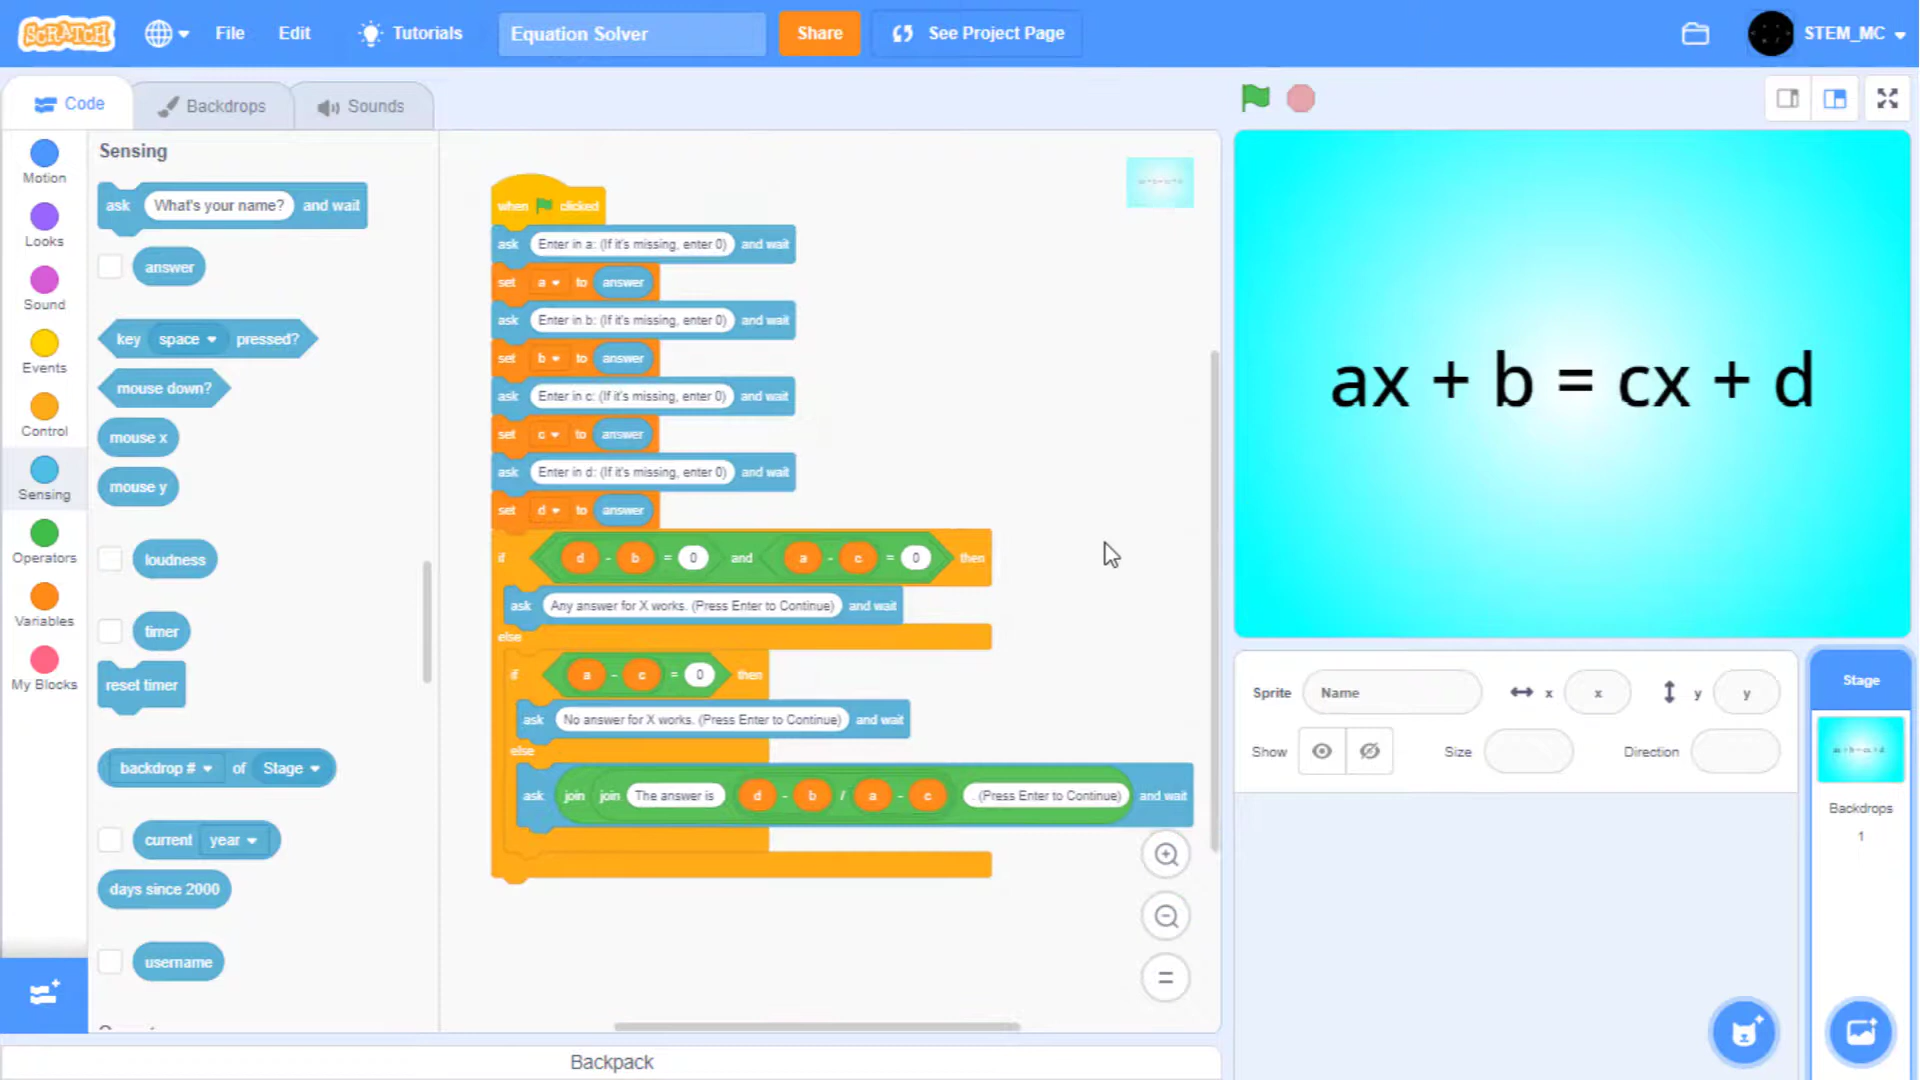 SCRATCH File Edit Tutorials Equation Solver Share See Project Page STEM_MC
Code Backdrops Sounds
Motion
Looks
Sound
Events
Control
Sensing
Operators
Variables
My Blocks
Sensing
ask What's your name? and wait
answer
key space pressed?
mouse down?
mouse x
mouse y
loudness
timer
reset timer
backdrop # of Stage
current year
days since 2000
username
when clicked
ask Enter in a: (If it's missing, enter 0) and wait
set a to answer
ask Enter in b: (If it's missing, enter 0) and wait
set b to answer
ask Enter in c: (If it's missing, enter 0) and wait
set c to answer
ask Enter in d: (If it's missing, enter 0) and wait
set d to answer
if d - b = 0 and a - c = 0 then
ask Any answer for X works. (Press Enter to Continue) and wait
else
if a - c = 0 then
ask No answer for X works. (Press Enter to Continue) and wait
else
ask join join The answer is d - b / a - c . (Press Enter to Continue) and wait
Backpack
ax + b = cx + d
Sprite Name x x y y
Show Size Direction
Stage
Backdrops
1